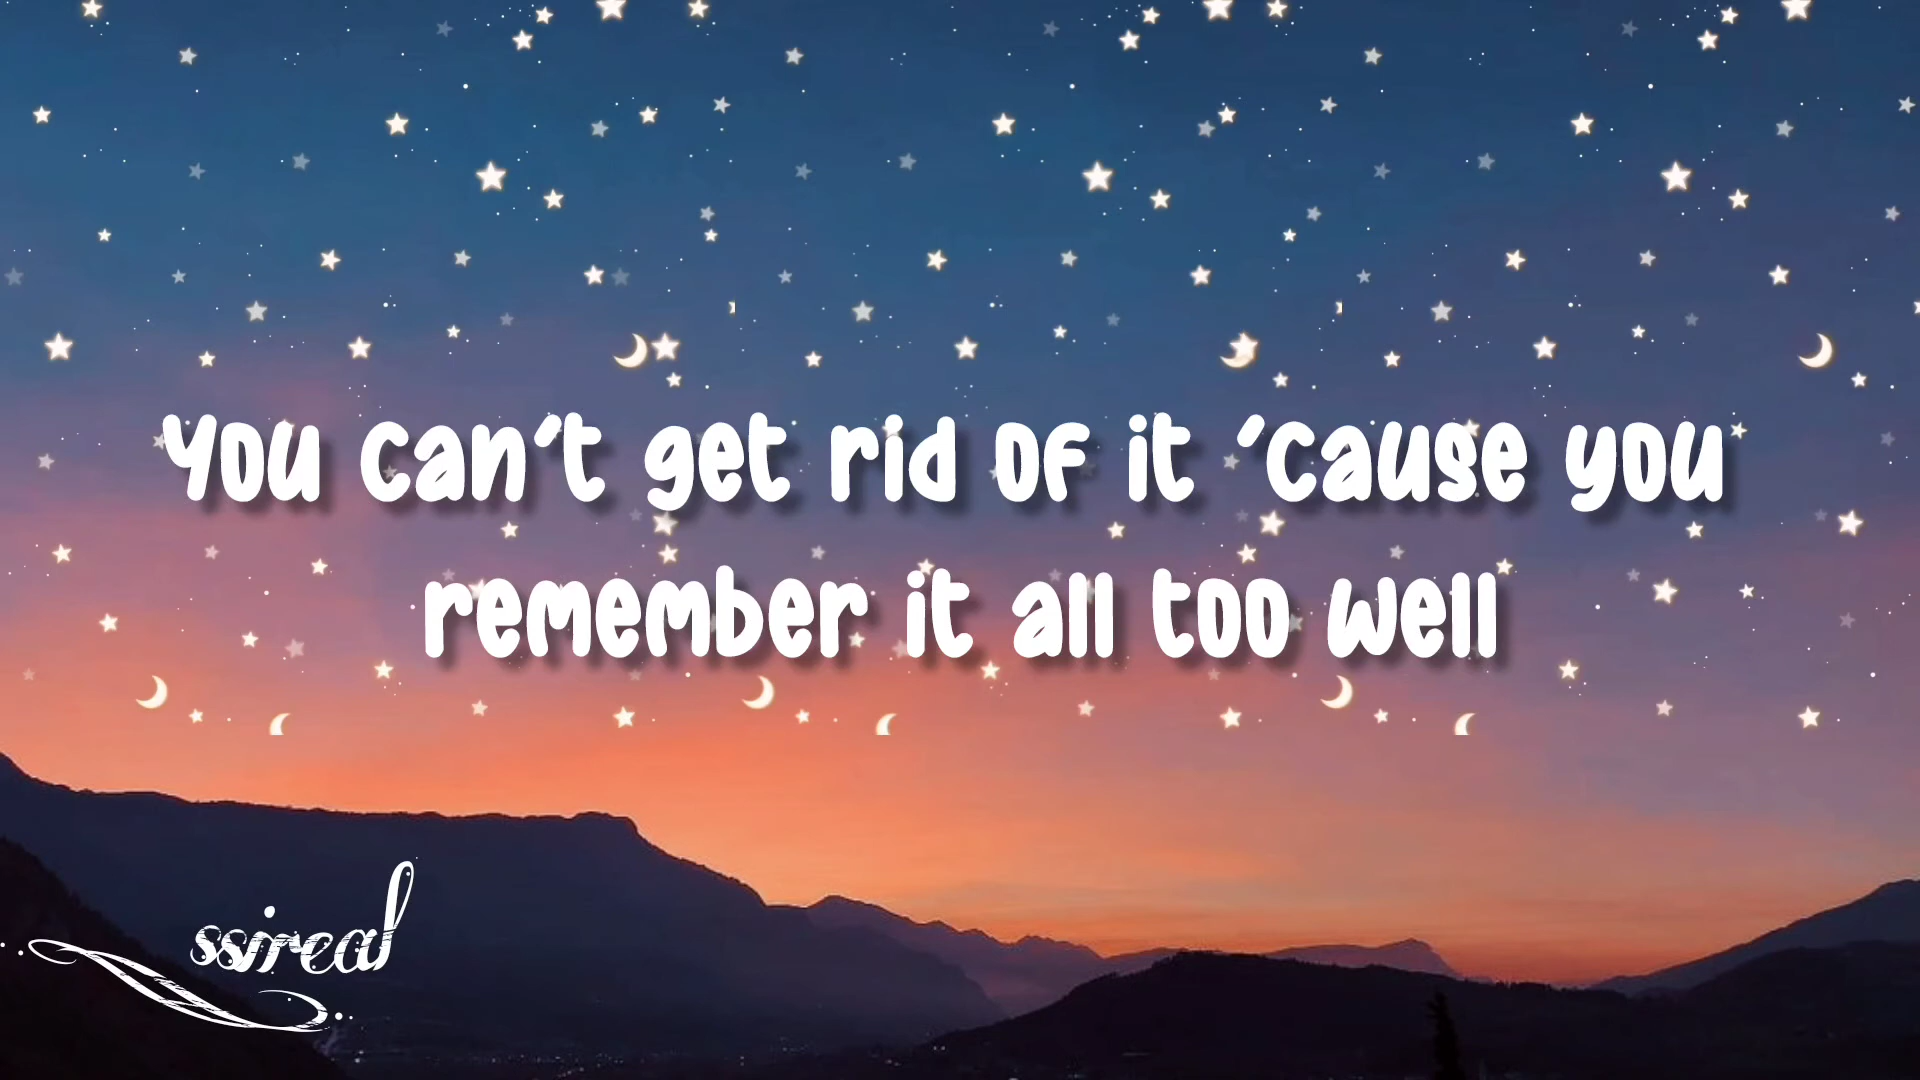 You can't get rid of it 'cause you
remember it all too well
ssireal